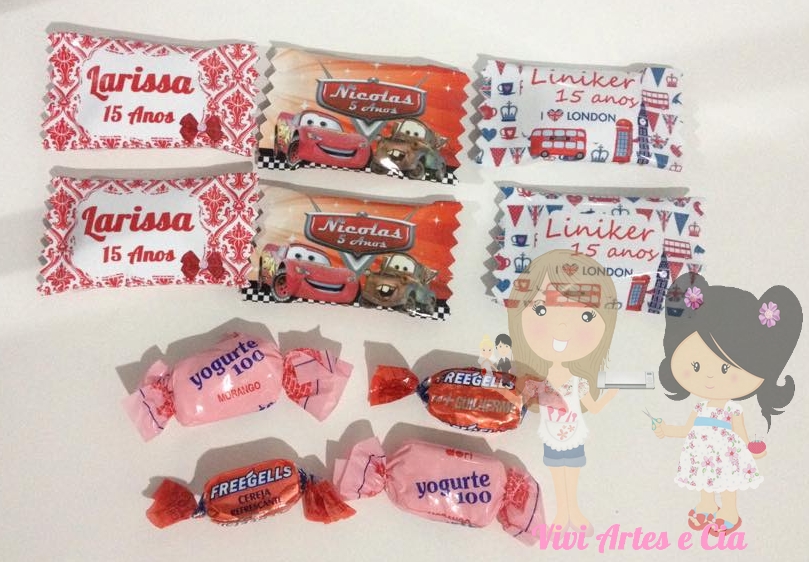 Larissa
15 Anos
Nicolas
5 Anos
Liniker
15 anos
I LONDON
Larissa
15 Anos
Nicolas
5 Anos
Liniker
15 anos
I LONDON
yogurte
100
MORANGO
FREEGELLS
FREEGELLS
CEREJA
REFRESCANTE
dori
yogurte
100
Vivi Artes e Cia